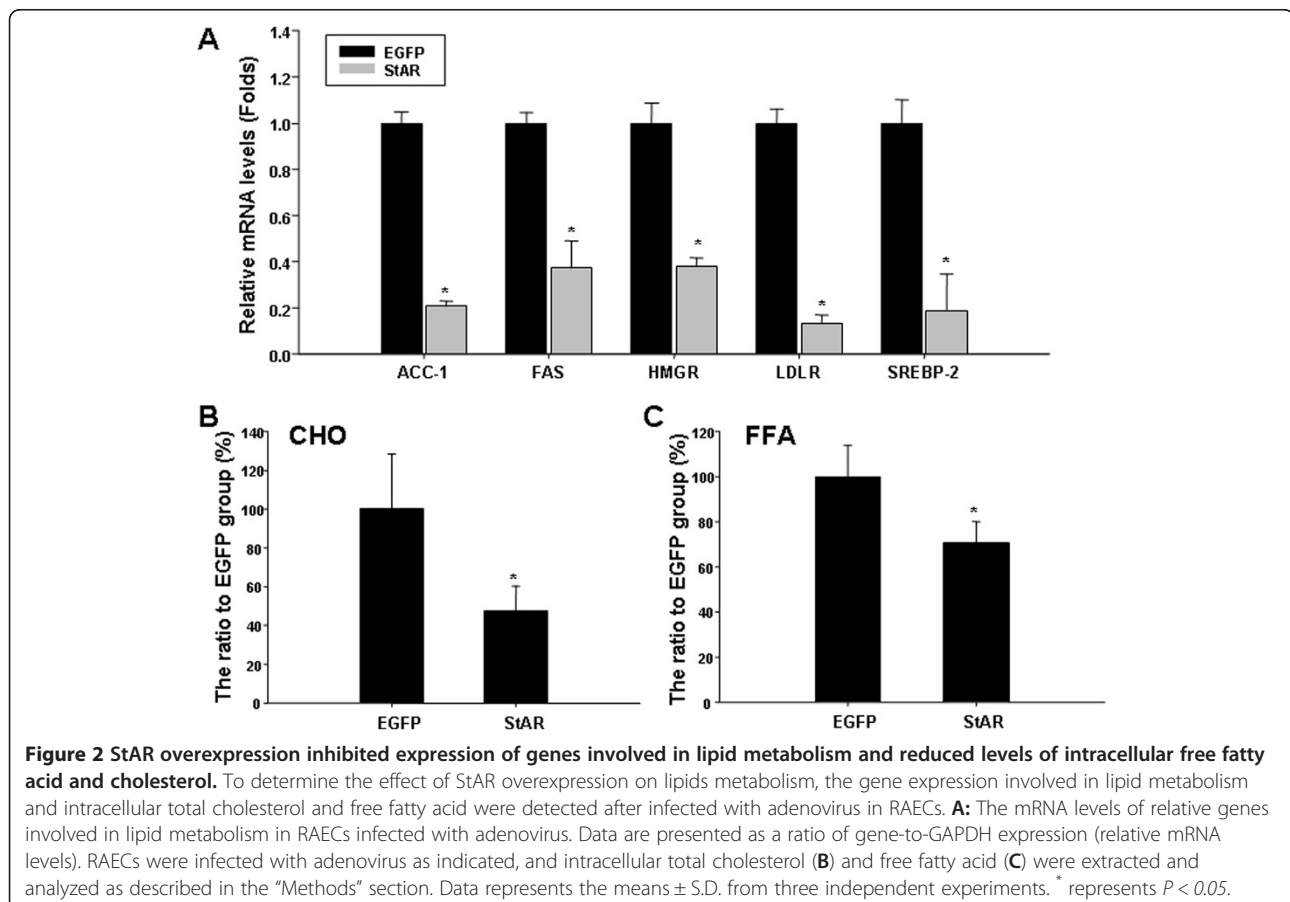 A
Relative mRNA levels (Folds)
1.4
1.2
1.0
0.8
0.6
0.4
0.2
0.0
EGFP
StAR
*
*
*
*
*
ACC-1
FAS
HMGR
LDLR
SREBP-2
B
CHO
The ratio to EGFP group (%)
140
120
100
80
60
40
20
0
*
EGFP
StAR
C
FFA
The ratio to EGFP group (%)
120
100
80
60
40
20
0
*
EGFP
StAR
Figure 2 StAR overexpression inhibited expression of genes involved in lipid metabolism and reduced levels of intracellular free fatty
acid and cholesterol. To determine the effect of StAR overexpression on lipids metabolism, the gene expression involved in lipid metabolism
and intracellular total cholesterol and free fatty acid were detected after infected with adenovirus in RAECs. A: The mRNA levels of relative genes
involved in lipid metabolism in RAECs infected with adenovirus. Data are presented as a ratio of gene-to-GAPDH expression (relative mRNA
levels). RAECs were infected with adenovirus as indicated, and intracellular total cholesterol (B) and free fatty acid (C) were extracted and
analyzed as described in the “Methods” section. Data represents the means ± S.D. from three independent experiments. * represents P < 0.05.